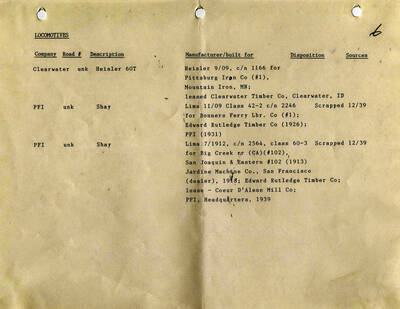 6
LOCOMOTIVES
Company Road # Description Manufacturer/built for Disposition Sources
Clearwater unk Heisler 60T Heisler 9/09, c/n 1166 for
Pittsburg Iron Co (#1),
Mountain Iron, MN;
leased Clearwater Timber Co, Clearwater, ID
PFI unk Shay Lima 11/09 Class 42-2 c/n 2246 Scrapped 12/39
for Bonners Ferry Lbr. Co (#1);
Edward Rutledge Timber Co (1926);
PFI (1931)
PFI unk Shay Lima 7/1912, c/n 2564, class 60-3 Scrapped 12/39
for Big Creek rr (CA)(#102),
San Joaquin & Eastern #102 (1913)
Jardine Machine Co., San Francisco
(dealer), 1918; Edward Rutledge Timber Co;
lease - Coeur D'Alene Mill Co;
PFI, Headquarters, 1939